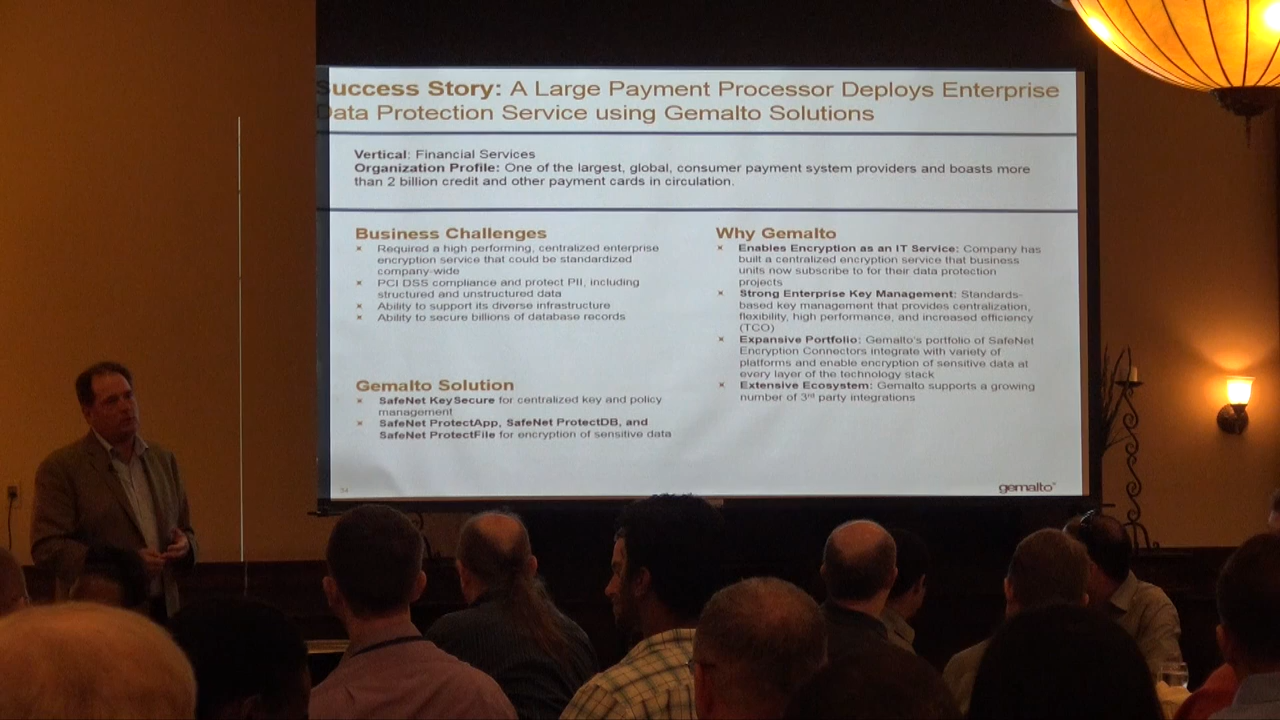 Success Story: A Large Payment Processor Deploys Enterprise
Data Protection Service using Gemalto Solutions
Vertical: Financial Services
Organization Profile: One of the largest, global, consumer payment system providers and boasts more
than 2 billion credit and other payment cards in circulation.
Business Challenges
Required a high performing, centralized enterprise
encryption service that could be standardized
company-wide
PCI DSS compliance and protect PII, including
structured and unstructured data
Ability to support its diverse infrastructure
Ability to secure billions of database records
Gemalto Solution
SafeNet KeySecure for centralized key and policy
management
SafeNet ProtectApp, SafeNet ProtectDB, and
SafeNet ProtectFile for encryption of sensitive data
Why Gemalto
Enables Encryption as an IT Service: Company has
built a centralized encryption service that business
units now subscribe to for their data protection
projects
Strong Enterprise Key Management: Standards-
based key management that provides centralization,
flexibility, high performance, and increased efficiency
(TCO)
Expansive Portfolio: Gemalto's portfolio of SafeNet
Encryption Connectors integrate with variety of
platforms and enable encryption of sensitive data at
every layer of the technology stack
Extensive Ecosystem: Gemalto supports a growing
number of 3rd party integrations
34
gemalto